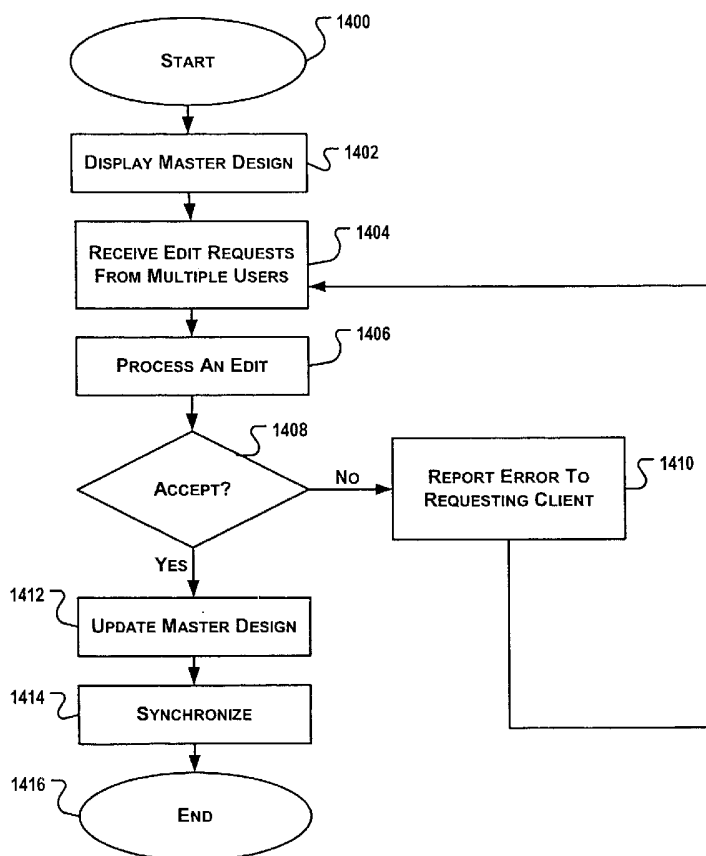 1400
START
DISPLAY MASTER DESIGN
1402
RECEIVE EDIT REQUESTS
FROM MULTIPLE USERS
1404
PROCESS AN EDIT
1406
1408
ACCEPT?
NO
REPORT ERROR TO
REQUESTING CLIENT
1410
YES
1412
UPDATE MASTER DESIGN
1414
SYNCHRONIZE
1416
END